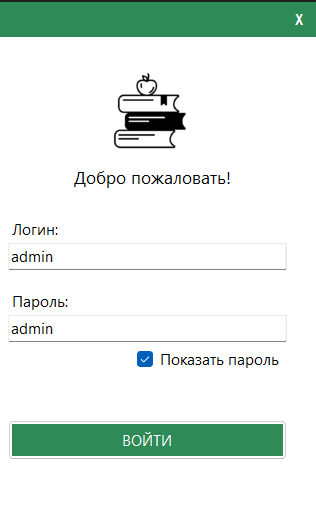 X
Добро пожаловать!
Логин:
admin
Пароль:
admin
Показать пароль
ВОЙТИ